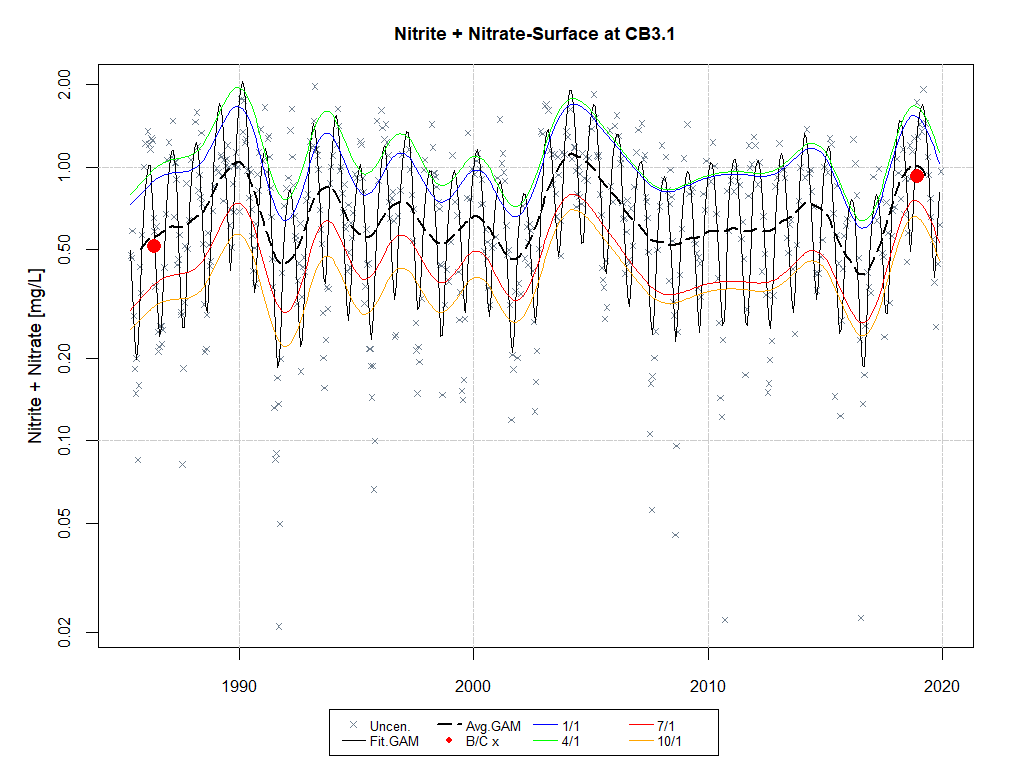 Nitrite + Nitrate-Surface at CB3.1
Nitrite + Nitrate [mg/L]
2.00
1.00
0.50
0.20
0.10
0.05
0.02
1990 2000 2010 2020
Uncen. Avg.GAM 1/1 7/1
Fit.GAM B/C x 4/1 10/1